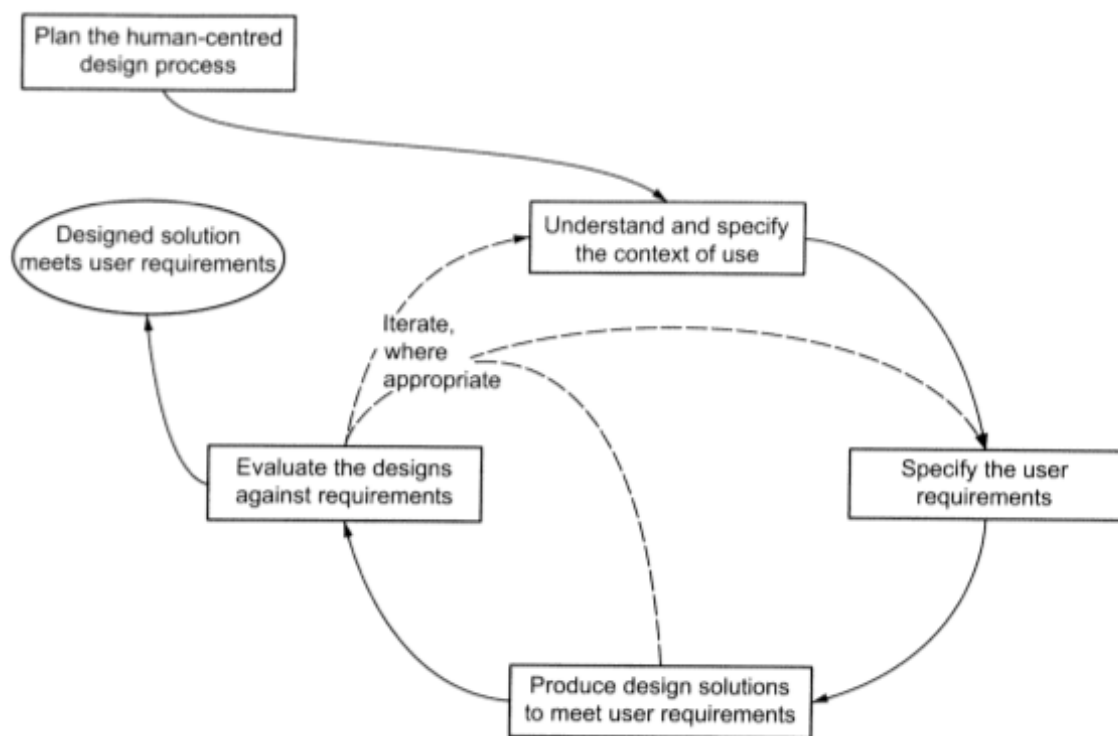 Plan the human-centred
design process
Understand and specify
the context of use
Designed solution
meets user requirements
Iterate,
where
appropriate
Evaluate the designs
against requirements
Specify the user
requirements
Produce design solutions
to meet user requirements